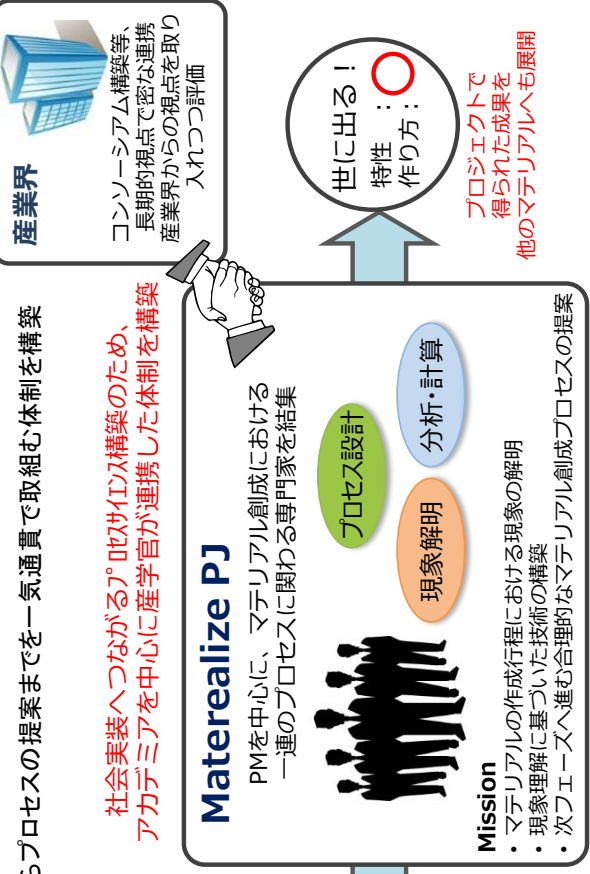 らプロセスの提案までを一気通貫で取組む体制を構築
社会実装へつながるプロセスサイエンス構築のため、
アカデミアを中心に産学官が連携した体制を構築
産業界
コンソーシアム構築等、
長期的視点で密な連携
産業界からの視点を取り
入れつつ評価
Materealize PJ
PMを中心に、マテリアル創成における
一連のプロセスに関わる専門家を結集
プロセス設計
現象解明
分析・計算
Mission
・マテリアルの作成行程における現象の解明
・現象理解に基づいた技術の構築
・次フェーズへ進む合理的なマテリアル創成プロセスの提案
世に出る!
特性 :○
作り方:
プロジェクトで
得られた成果を
他のマテリアルへも展開